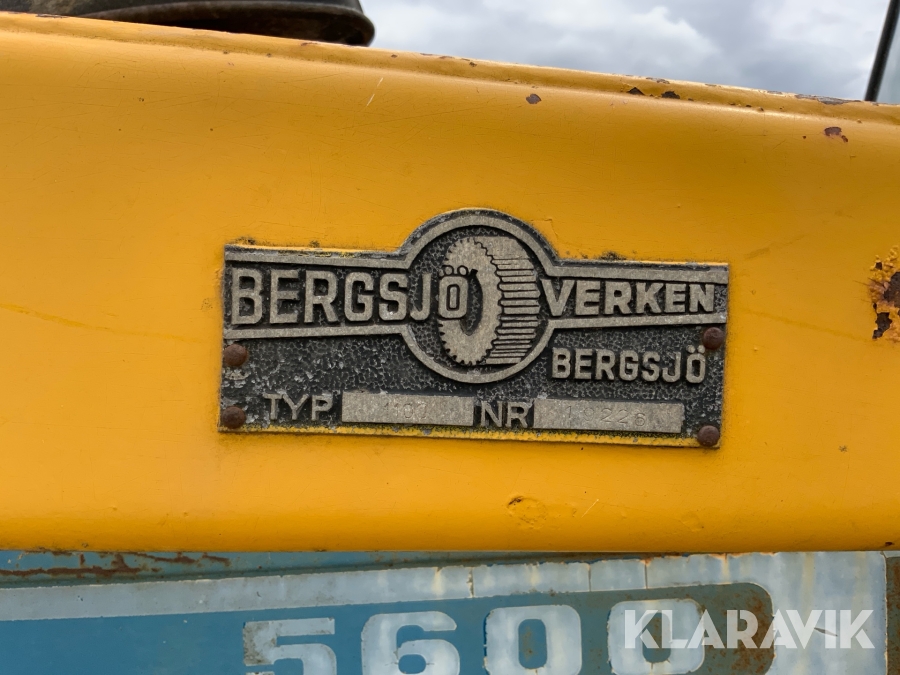 BERGSJÖ VERKEN
BERGSJÖ
TYP NR
5600
KLARAVIK